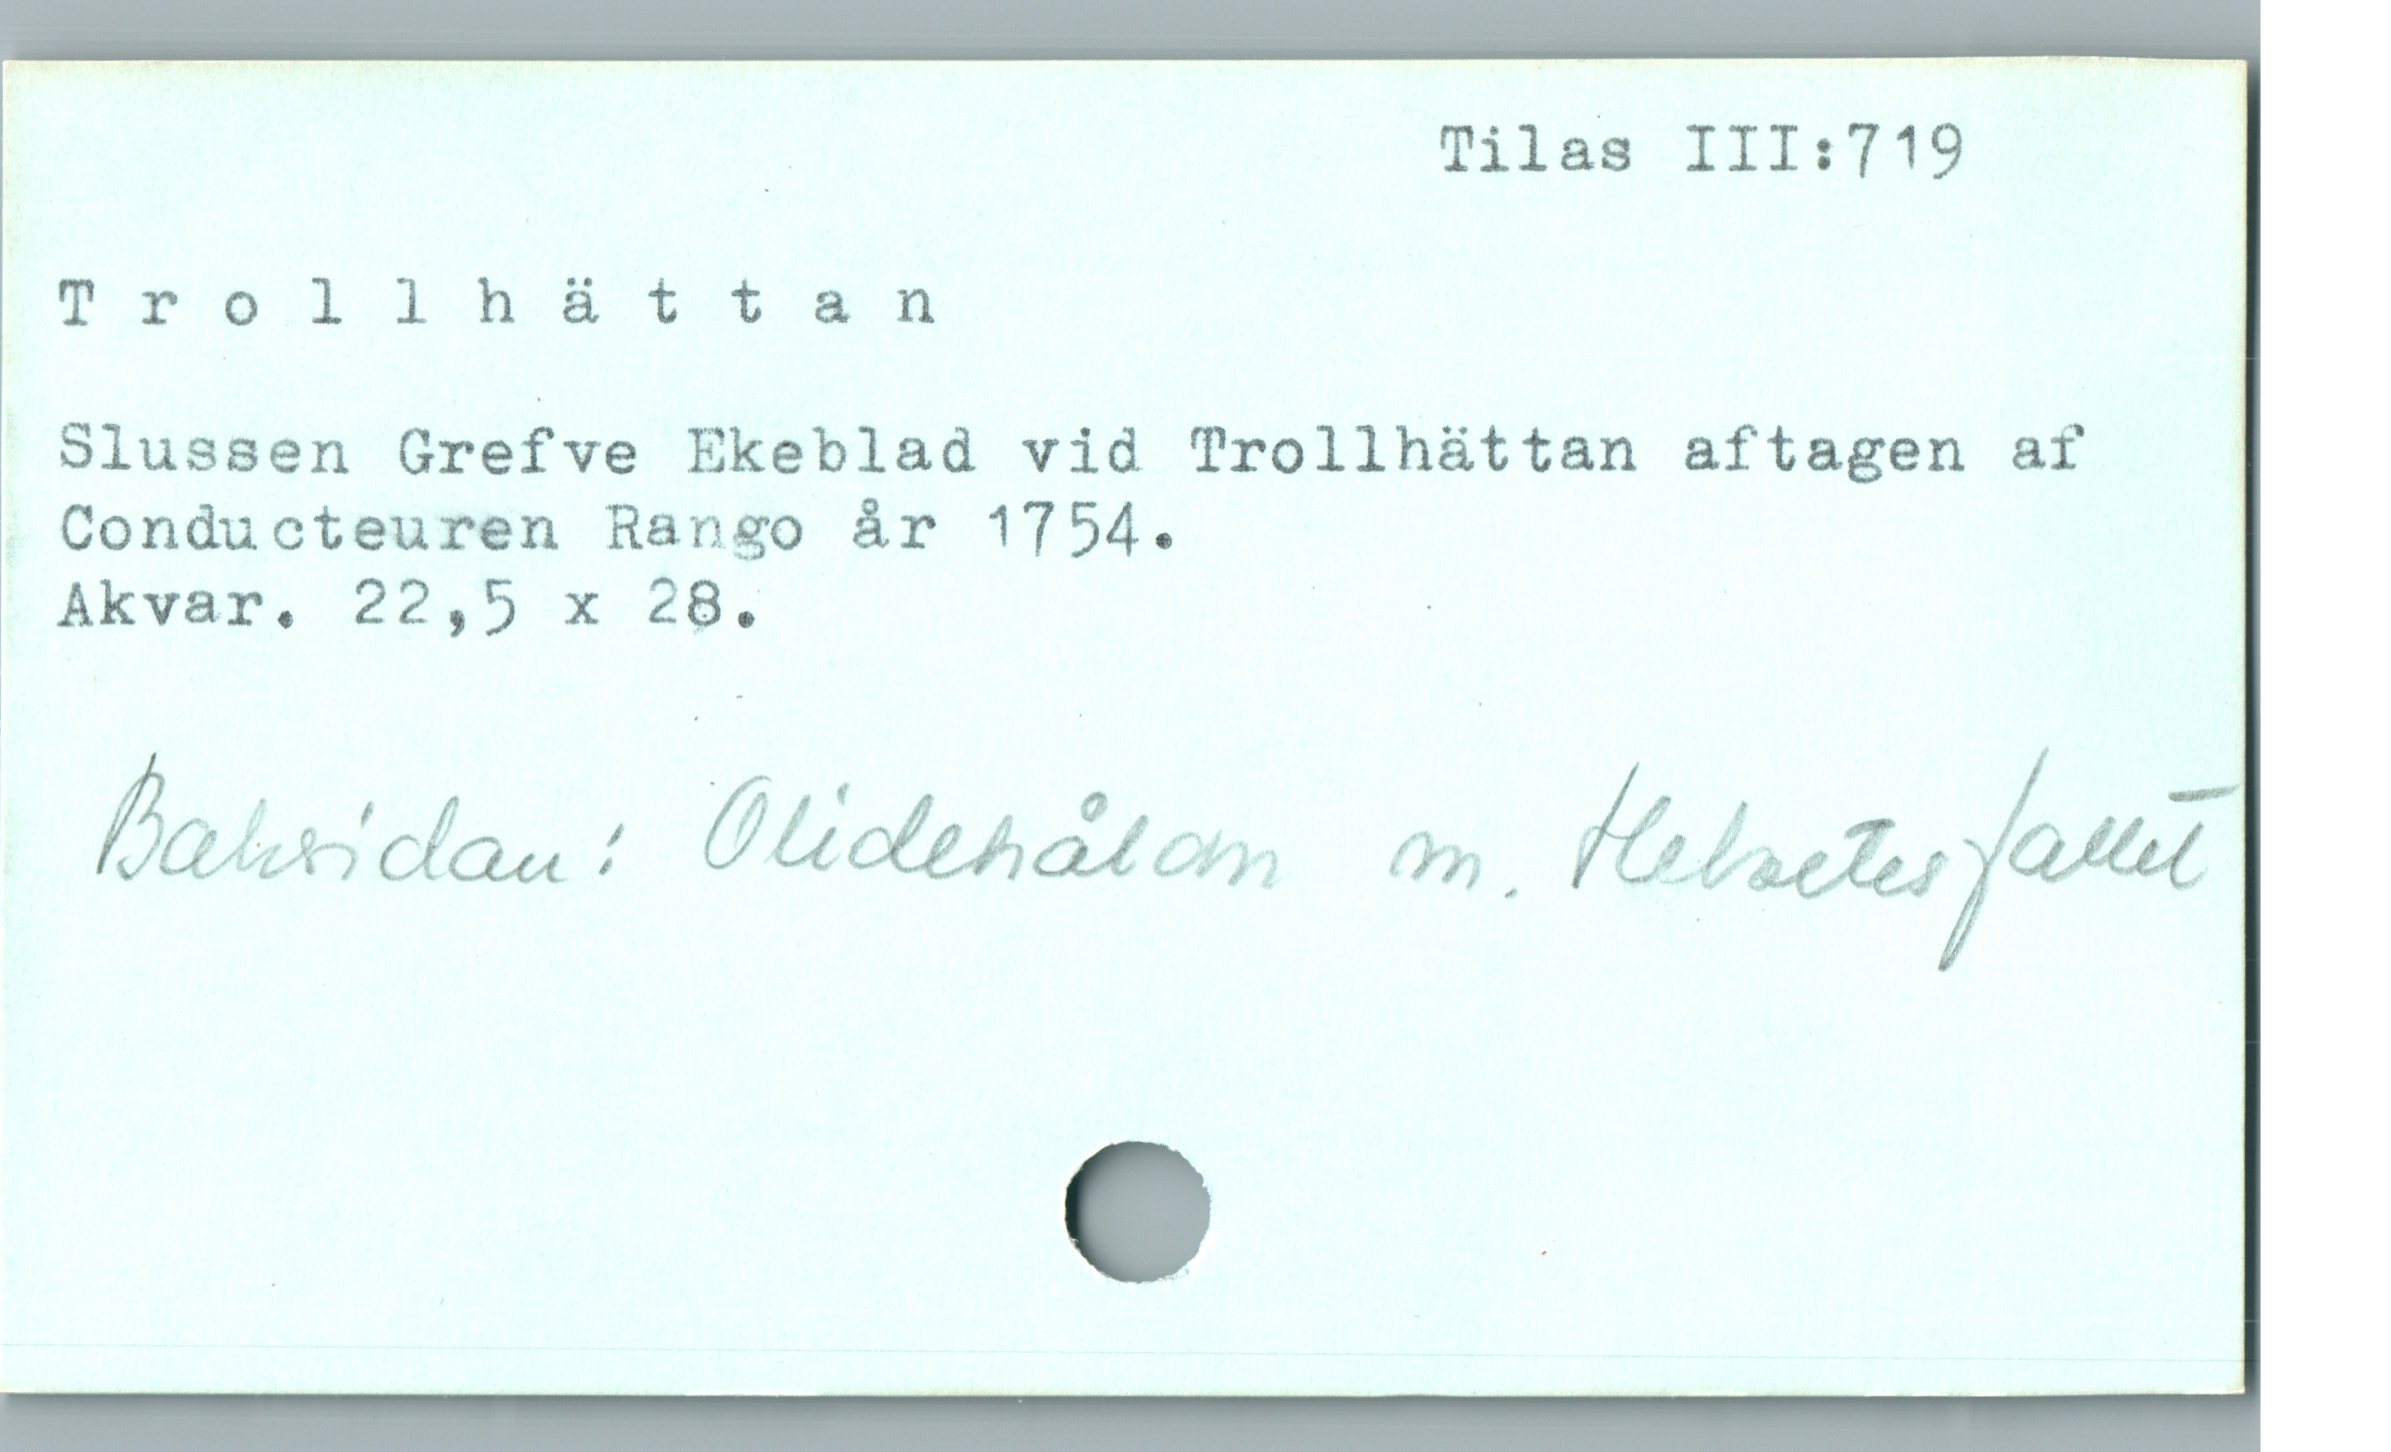 Tilas III:719
Trollhättan
Slussen Grefve Ekeblad vid Trollhättan aftagen af
Conducteuren Rango år 1754.
Akvar. 22,5 x 28.
Baksidan: Olidehålan m. Helvetesfallet